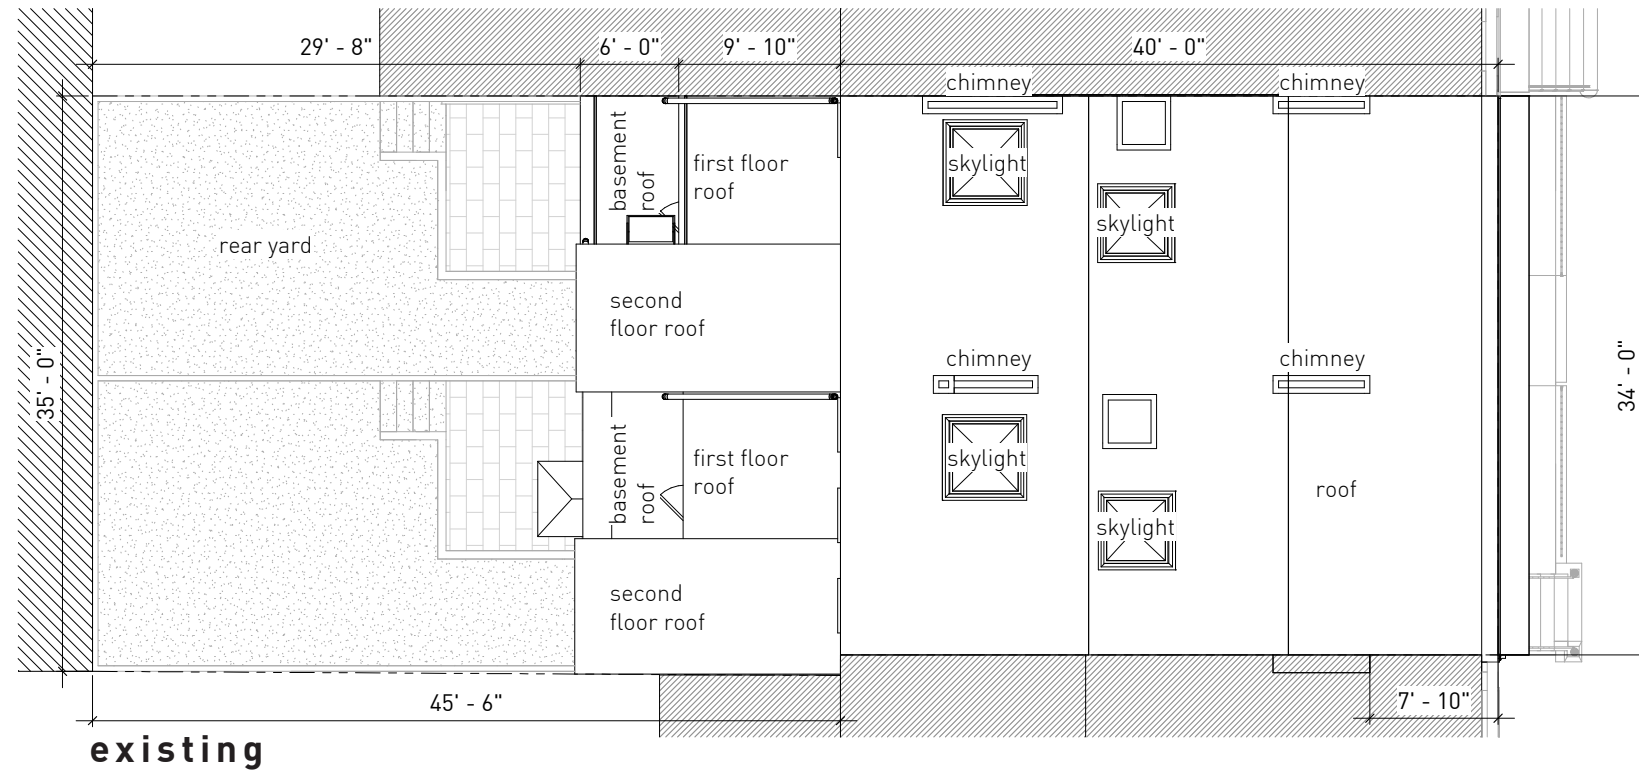 29' - 8"
6' - 0"
9' - 10"
40' - 0"
chimney
chimney
basement
roof
first floor
roof
skylight
skylight
rear yard
second
floor roof
35' - 0"
34' - 0"
chimney
chimney
basement
roof
first floor
roof
skylight
roof
skylight
second
floor roof
45' - 6"
7' - 10"
existing